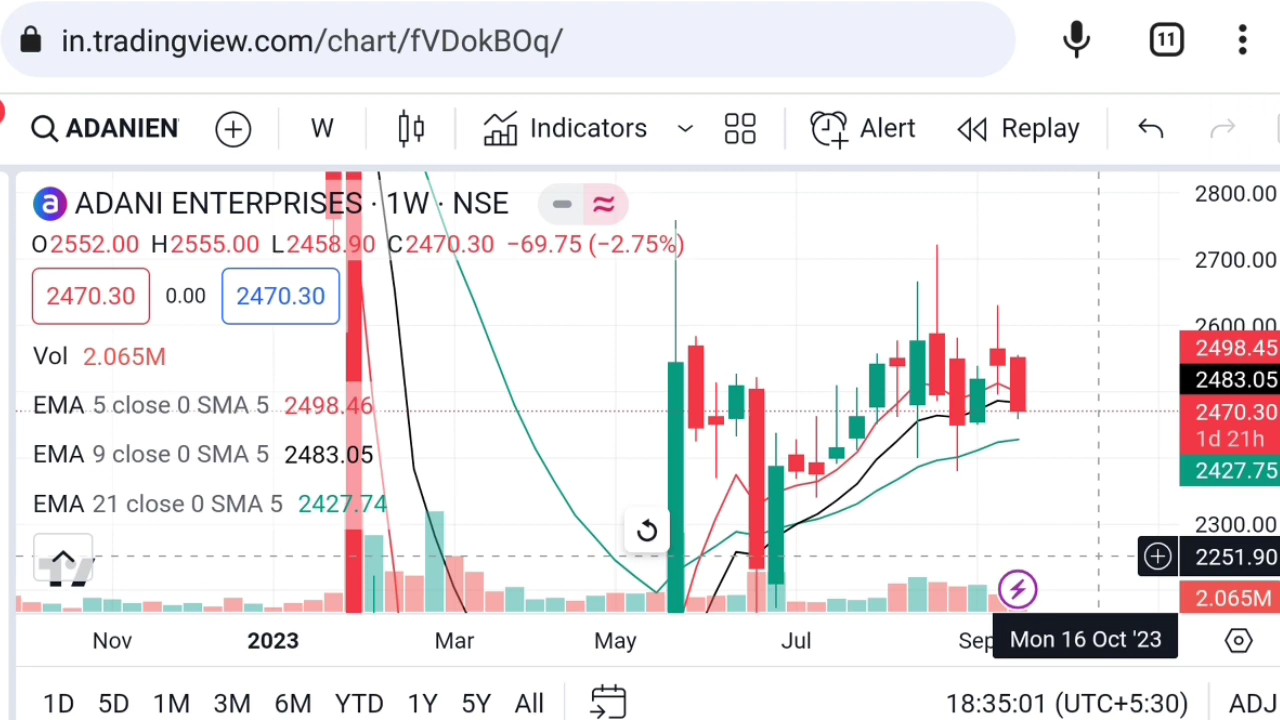 in.tradingview.com/chart/fVDokBOq/
11
ADANIEN W Indicators Alert Replay
a ADANI ENTERPRISES · 1W · NSE
O2552.00 H2555.00 L2458.90 C2470.30 −69.75 (−2.75%)
2470.30 0.00 2470.30
Vol 2.065M
EMA 5 close 0 SMA 5 2498.46
EMA 9 close 0 SMA 5 2483.05
EMA 21 close 0 SMA 5 2427.74
2800.00
2700.00
2600.00
2498.45
2483.05
2470.30
1d 21h
2427.75
2300.00
2251.90
2.065M
Nov 2023 Mar May Jul Sep Mon 16 Oct '23
1D 5D 1M 3M 6M YTD 1Y 5Y All 18:35:01 (UTC+5:30) ADJ